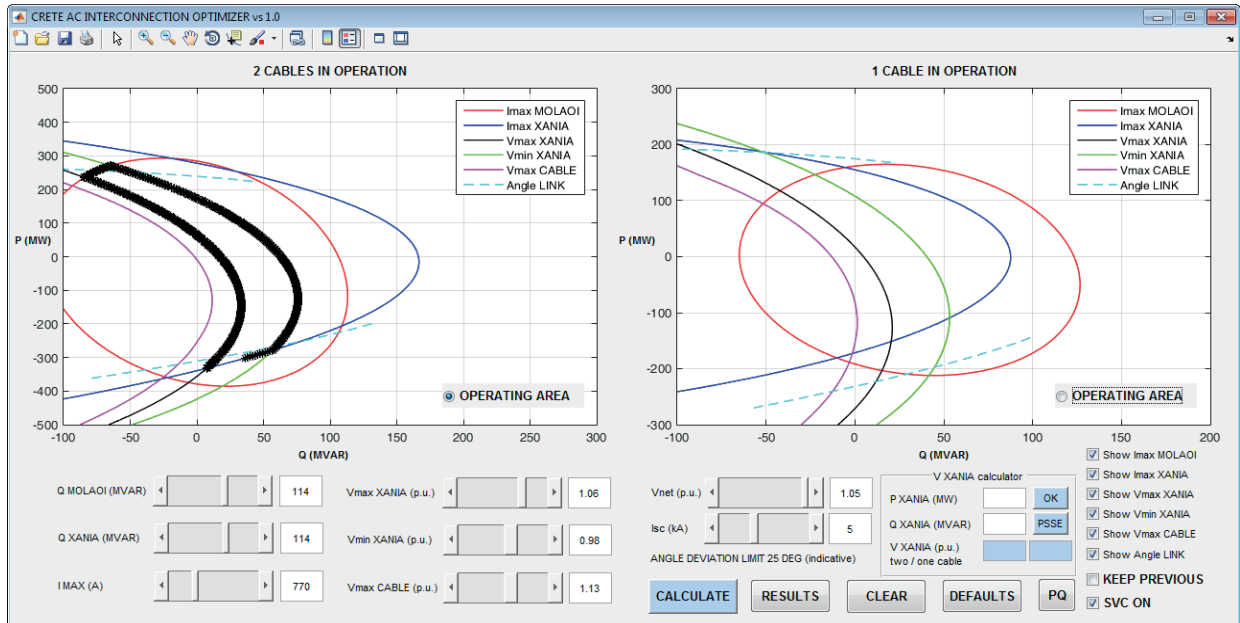 CRETE AC INTERCONNECTION OPTIMIZER vs 1.0
2 CABLES IN OPERATION
500
400
300
200
100
0
-100
-200
-300
-400
-500
P (MW)
-100
-50
0
50
100
150
200
250
300
Q (MVAR)
Imax MOLAOI
Imax XANIA
Vmax XANIA
Vmin XANIA
Vmax CABLE
Angle LINK
OPERATING AREA
1 CABLE IN OPERATION
300
200
100
0
-100
-200
-300
P (MW)
-100
-50
0
50
100
150
200
Q (MVAR)
Imax MOLAOI
Imax XANIA
Vmax XANIA
Vmin XANIA
Vmax CABLE
Angle LINK
OPERATING AREA
Q MOLAOI (MVAR)
114
Q XANIA (MVAR)
114
I MAX (A)
770
Vmax XANIA (p.u.)
1.06
Vmin XANIA (p.u.)
0.98
Vmax CABLE (p.u.)
1.13
Vnet (p.u.)
1.05
Isc (kA)
5
ANGLE DEVIATION LIMIT 25 DEG (indicative)
V XANIA calculator
P XANIA (MW)
OK
Q XANIA (MVAR)
PSSE
V XANIA (p.u.)
two / one cable
Show Imax MOLAOI
Show Imax XANIA
Show Vmax XANIA
Show Vmin XANIA
Show Vmax CABLE
Show Angle LINK
KEEP PREVIOUS
SVC ON
CALCULATE
RESULTS
CLEAR
DEFAULTS
PQ